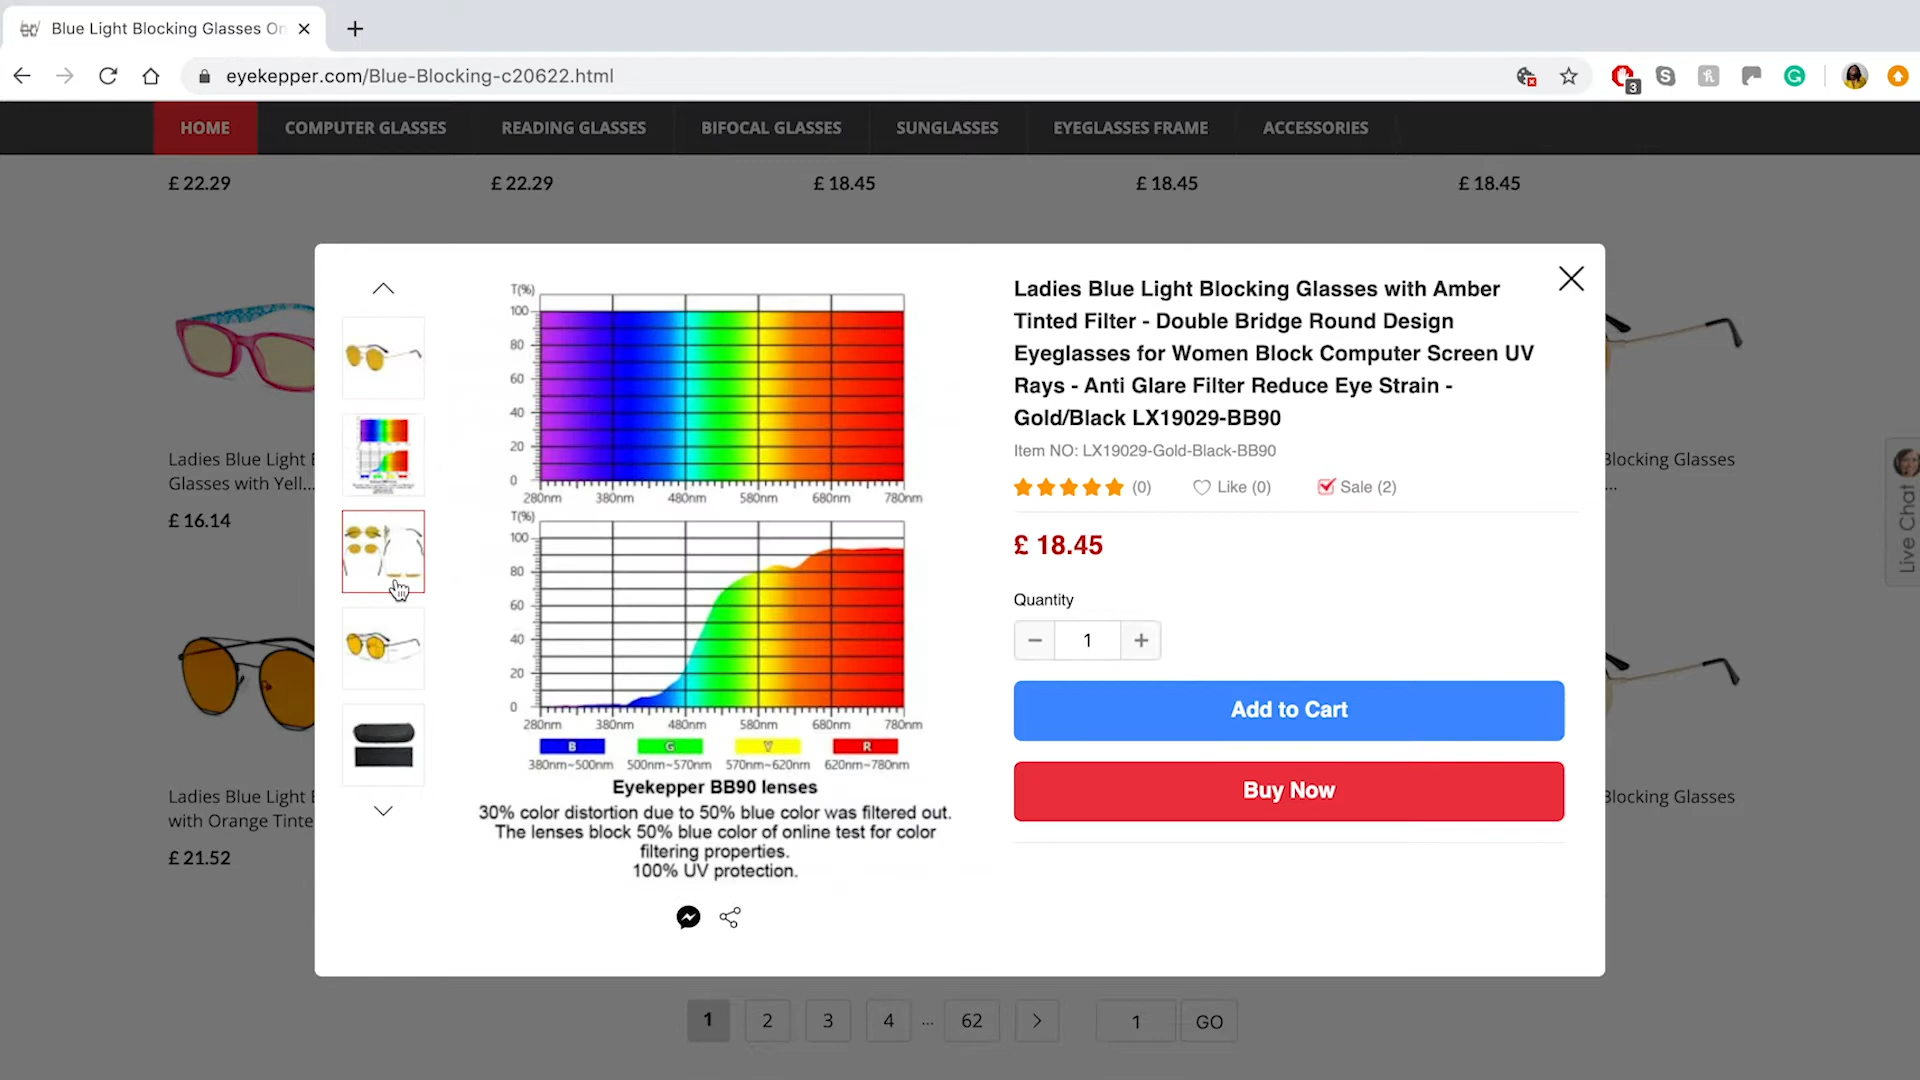 Blue Light Blocking Glasses On
eyekepper.com/Blue-Blocking-c20622.html
3
HOME
COMPUTER GLASSES
READING GLASSES
BIFOCAL GLASSES
SUNGLASSES
EYEGLASSES FRAME
ACCESSORIES
£ 22.29
£ 22.29
£ 18.45
£ 18.45
£ 18.45
Ladies Blue Light B
Glasses with Yell...
£ 16.14
Ladies Blue Light B
with Orange Tinte
£ 21.52
T(%)
100
80
60
40
20
0
280nm 380nm 480nm 580nm 680nm 780nm
T(%)
100
80
60
40
20
0
280nm 380nm 480nm 580nm 680nm 780nm
B G Y R
380nm~500nm 500nm~570nm 570nm~620nm 620nm~780nm
Eyekepper BB90 lenses
30% color distortion due to 50% blue color was filtered out.
The lenses block 50% blue color of online test for color
filtering properties.
100% UV protection.
Ladies Blue Light Blocking Glasses with Amber
Tinted Filter - Double Bridge Round Design
Eyeglasses for Women Block Computer Screen UV
Rays - Anti Glare Filter Reduce Eye Strain -
Gold/Black LX19029-BB90
Item NO: LX19029-Gold-Black-BB90
(0) Like (0) Sale (2)
£ 18.45
Quantity
− 1 +
Add to Cart
Buy Now
Blocking Glasses
...
Blocking Glasses
Live Chat
1 2 3 4 ... 62 > 1 GO